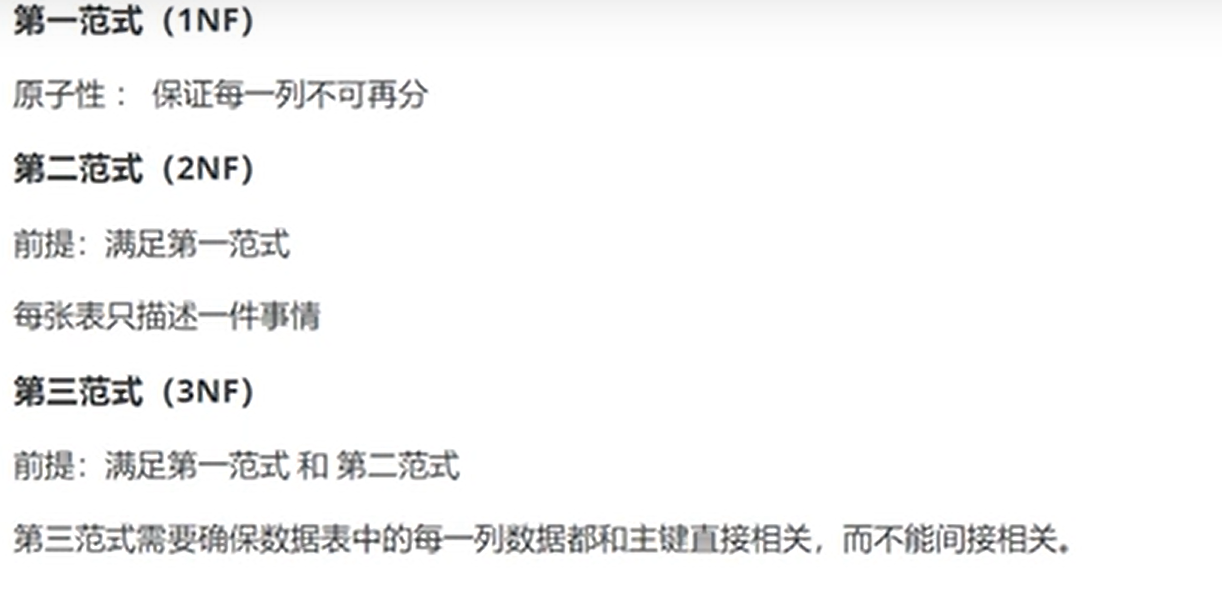 第一范式（1NF）
原子性： 保证每一列不可再分
第二范式（2NF）
前提：满足第一范式
每张表只描述一件事情
第三范式（3NF）
前提：满足第一范式 和 第二范式
第三范式需要确保数据表中的每一列数据都和主键直接相关，而不能间接相关。